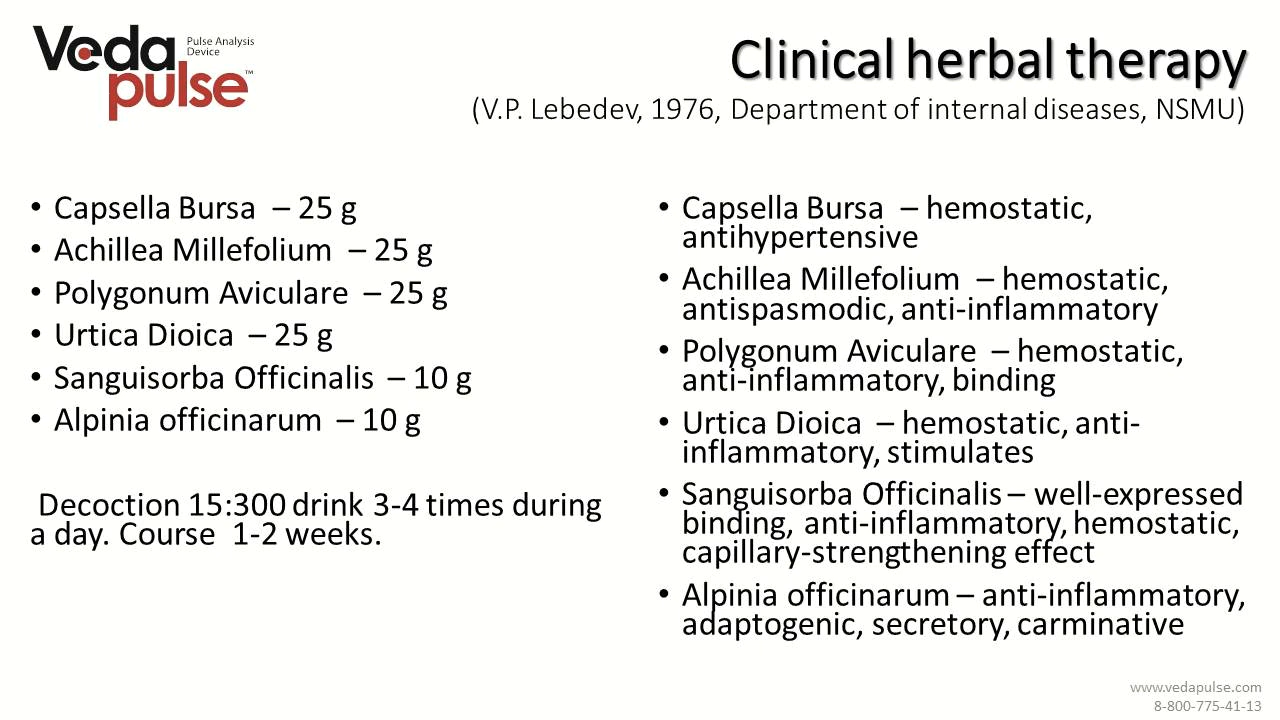 Veda
pulse™
Pulse Analysis
Device
Clinical herbal therapy
(V.P. Lebedev, 1976, Department of internal diseases, NSMU)
• Capsella Bursa – 25 g
• Achillea Millefolium – 25 g
• Polygonum Aviculare – 25 g
• Urtica Dioica – 25 g
• Sanguisorba Officinalis – 10 g
• Alpinia officinarum – 10 g
Decoction 15:300 drink 3-4 times during
a day. Course 1-2 weeks.
• Capsella Bursa – hemostatic,
antihypertensive
• Achillea Millefolium – hemostatic,
antispasmodic, anti-inflammatory
• Polygonum Aviculare – hemostatic,
anti-inflammatory, binding
• Urtica Dioica – hemostatic, anti-
inflammatory, stimulates
• Sanguisorba Officinalis – well-expressed
binding, anti-inflammatory, hemostatic,
capillary-strengthening effect
• Alpinia officinarum – anti-inflammatory,
adaptogenic, secretory, carminative
www.vedapulse.com
8-800-775-41-13